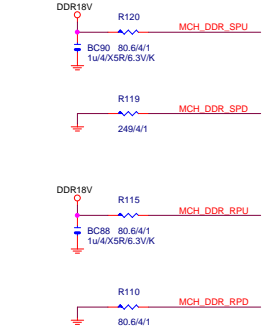 DDR18V
R120
MCH_DDR_SPU
BC90 80.6/4/1
1u/4/X5R/6.3V/K
R119
MCH_DDR_SPD
249/4/1
DDR18V
R115
MCH_DDR_RPU
BC88 80.6/4/1
1u/4/X5R/6.3V/K
R110
MCH_DDR_RPD
80.6/4/1